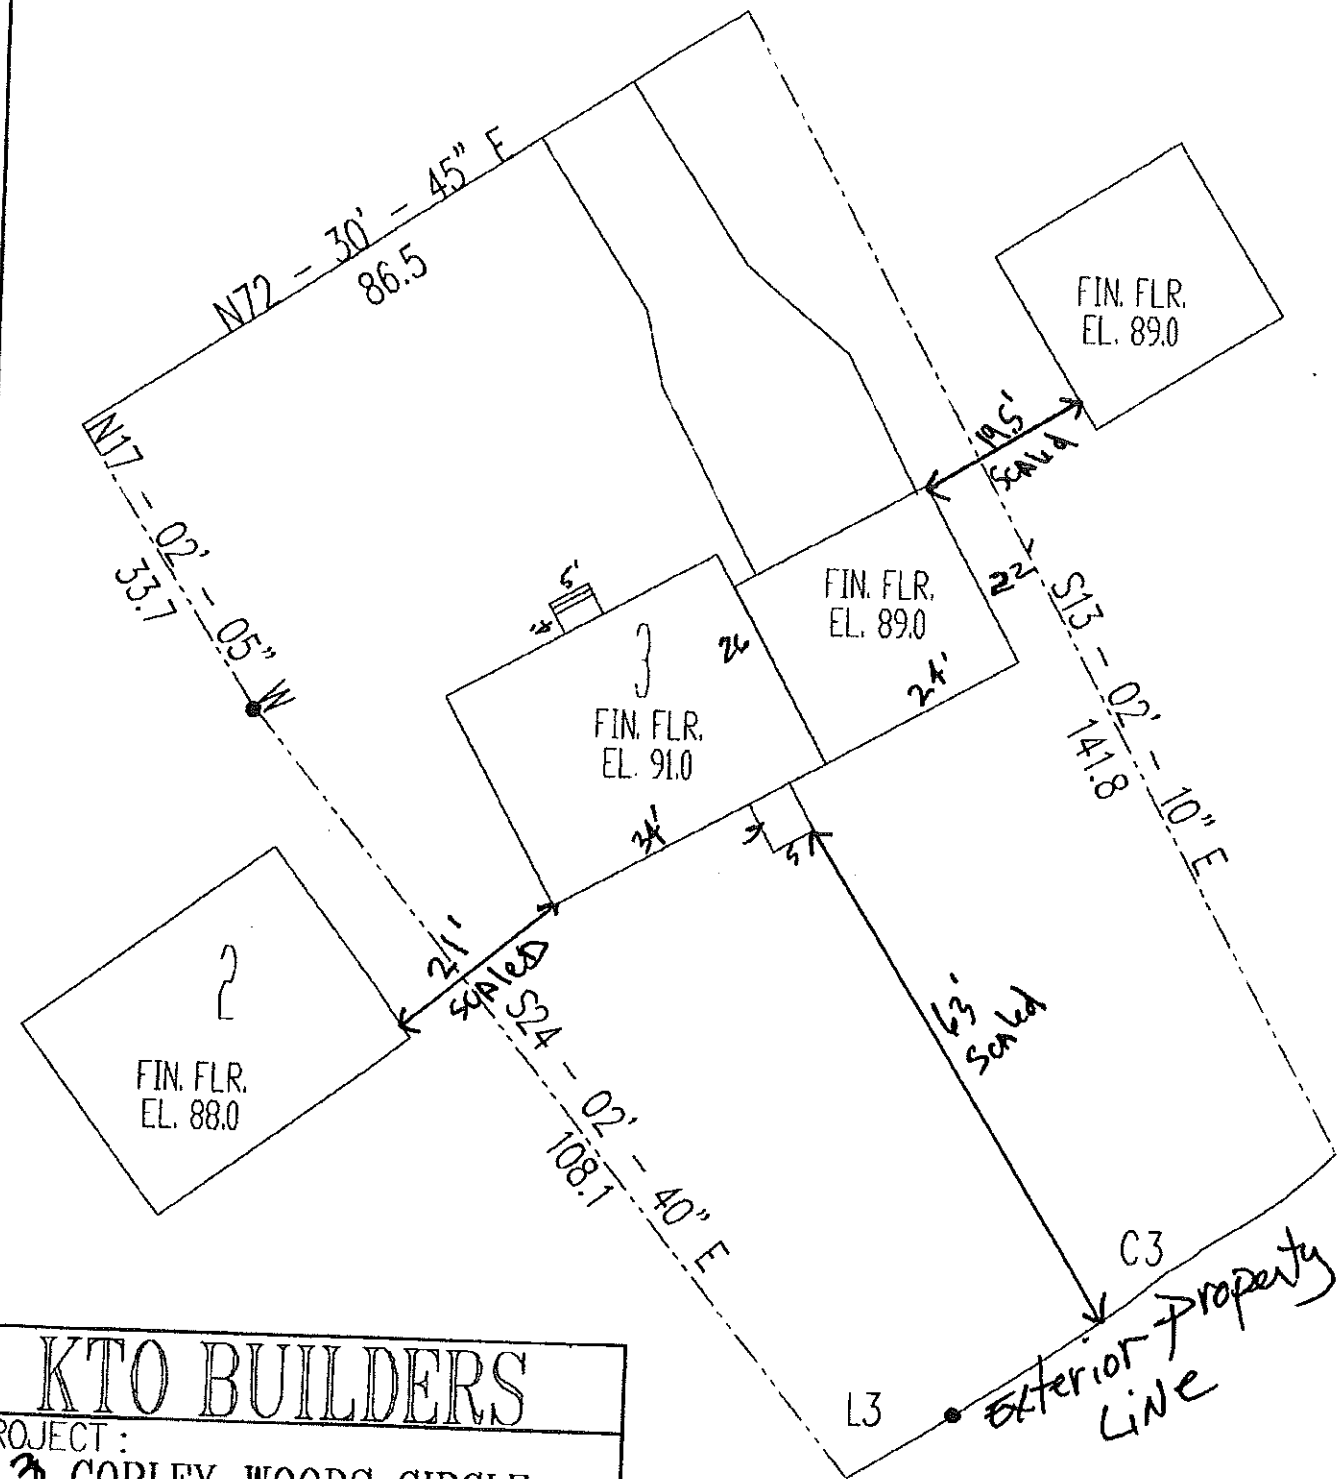 N72 - 30' - 45" E
86.5
N17 - 02' - 05" W
33.7
FIN. FLR.
EL. 89.0
19.5'
scaled
5'
4'
3
FIN. FLR.
EL. 91.0
26
34'
FIN. FLR.
EL. 89.0
22
24'
S13 - 02' - 10" E
141.8
5'
2
FIN. FLR.
EL. 88.0
21'
SCALED
S24 - 02' - 40" E
108.1
63'
Scaled
C3
L3
Exterior Property
LINE
KTO BUILDERS
ROJECT:
COPLEY WOODS CIRCLE